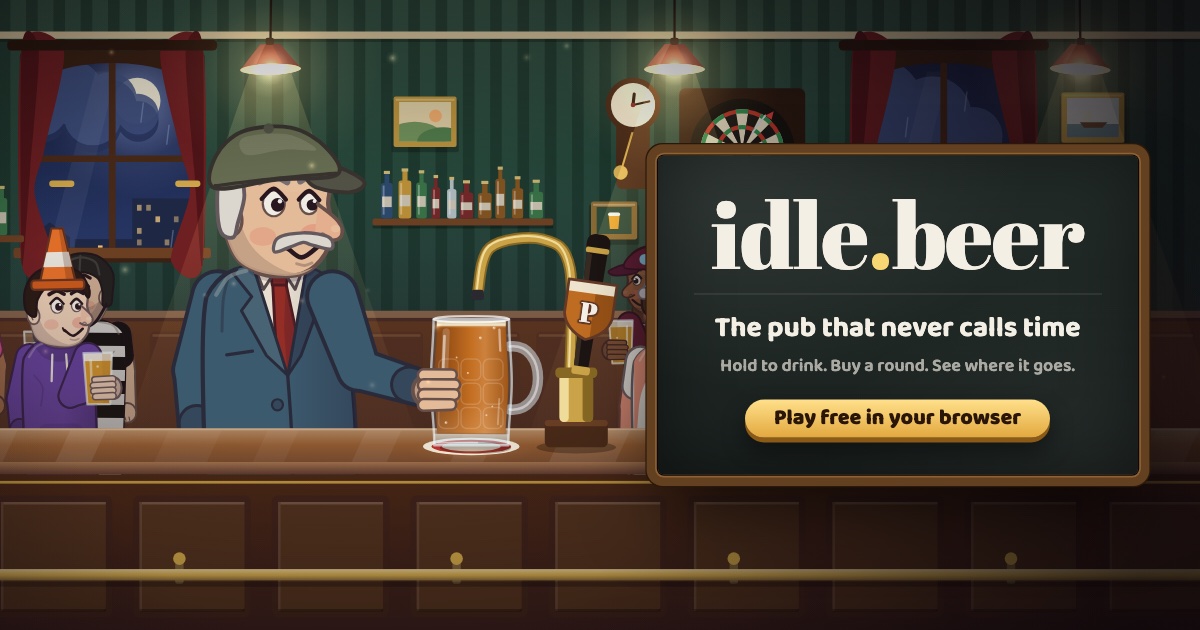 P
idle.beer
The pub that never calls time
Hold to drink. Buy a round. See where it goes.
Play free in your browser